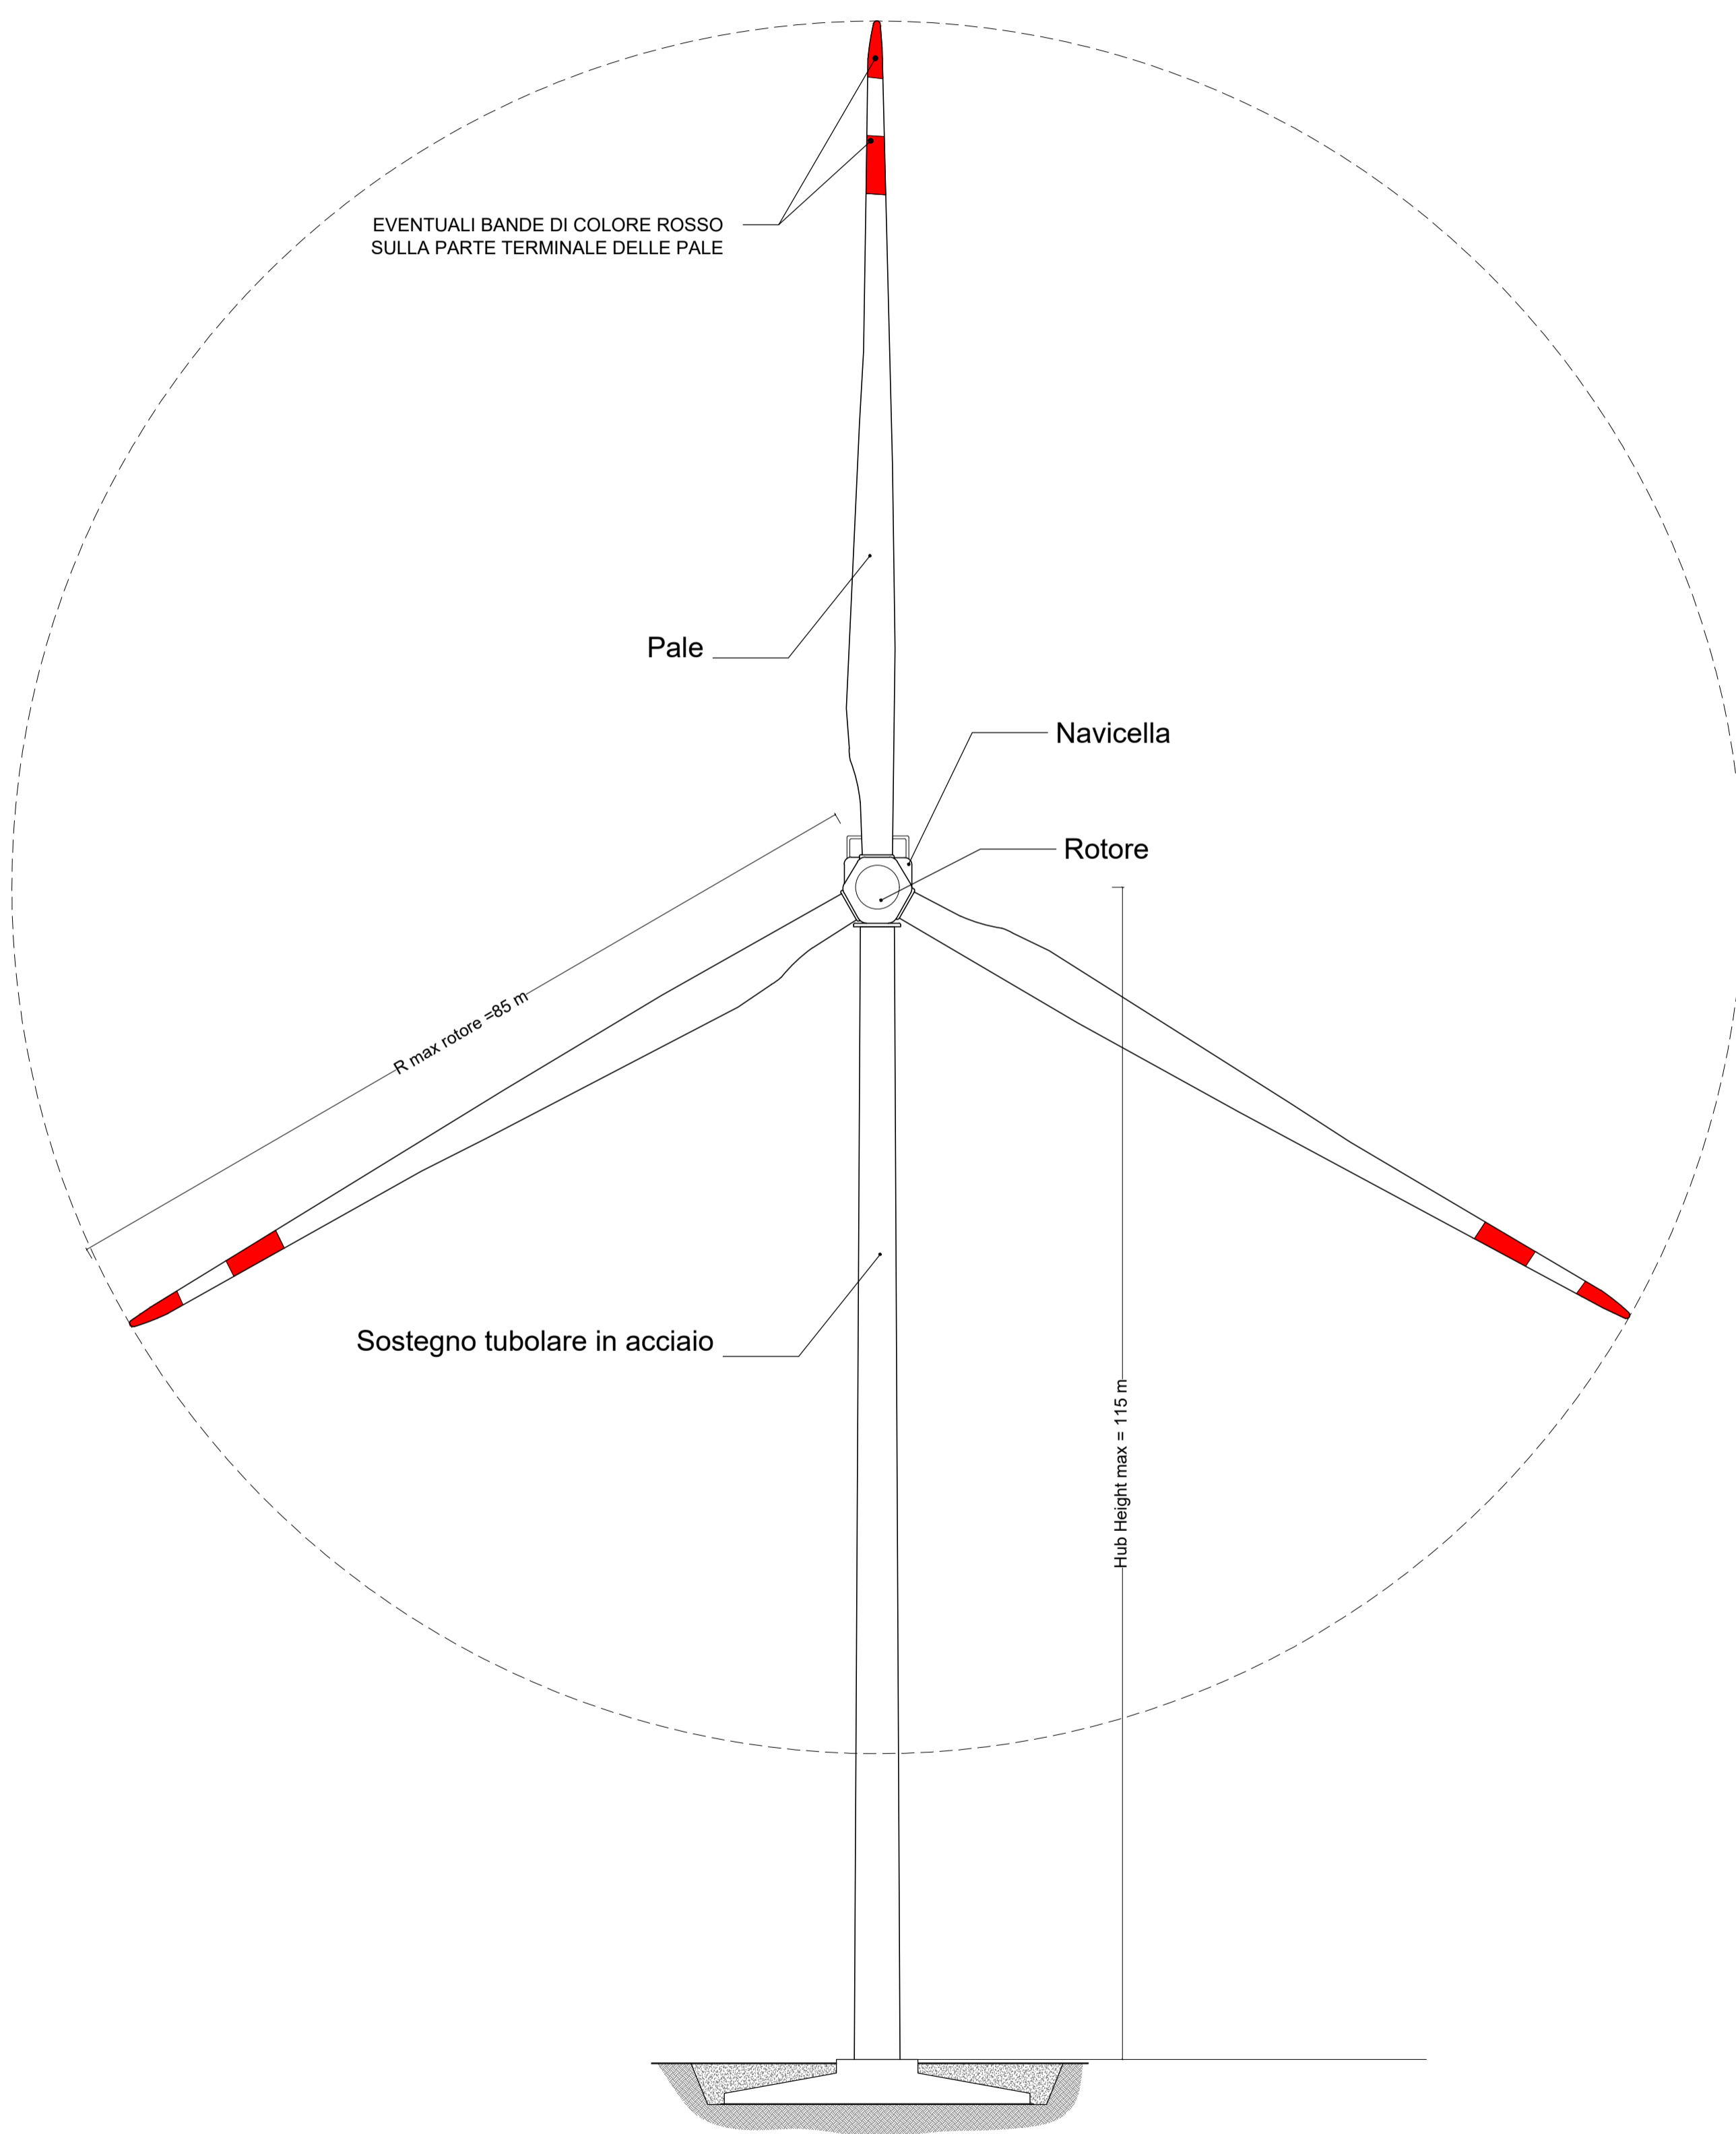 EVENTUALI BANDE DI COLORE ROSSO
SULLA PARTE TERMINALE DELLE PALE
Pale
Navicella
Rotore
R max rotore =85 m
Sostegno tubolare in acciaio
Hub Height max = 115 m